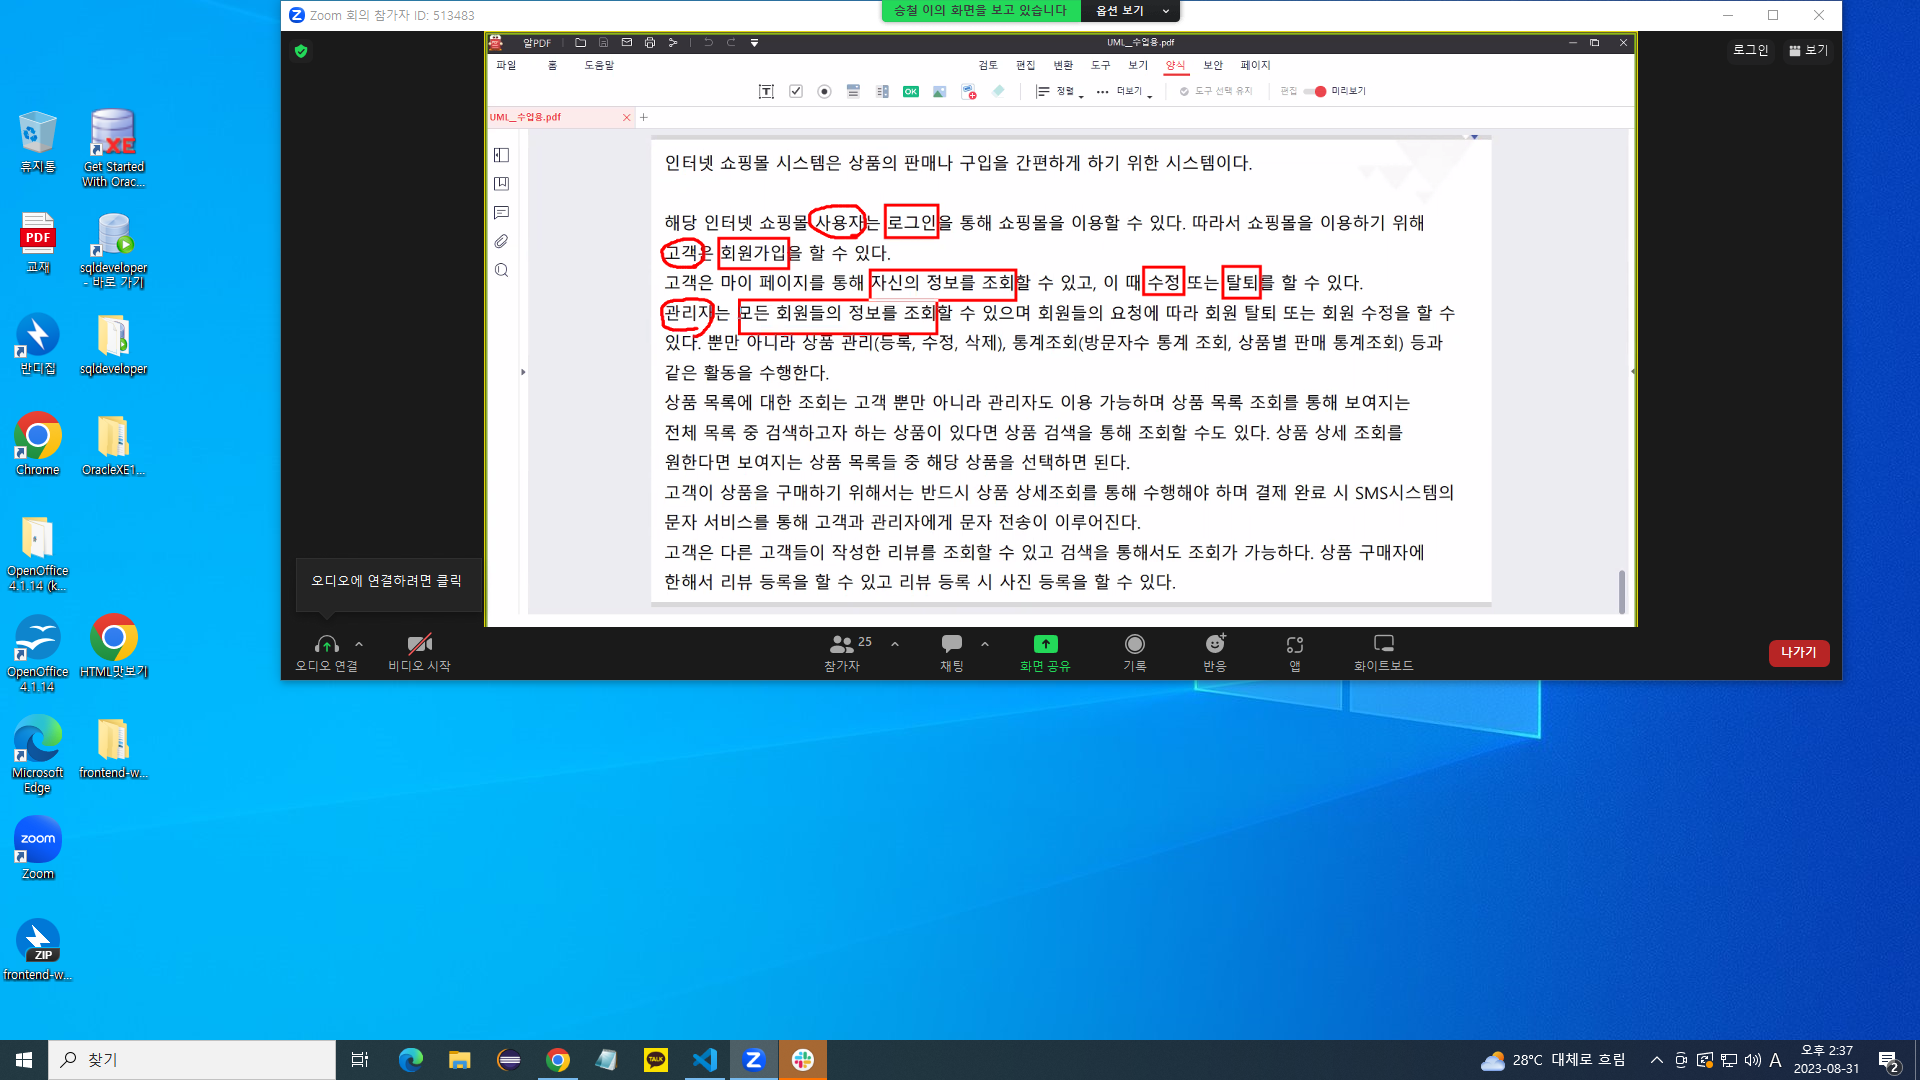 Zoom 회의 참가자 ID: 513483
승철 이의 화면을 보고 있습니다
옵션 보기
로그인
보기
알PDF
UML_수업용.pdf
파일
홈
도움말
검토
편집
변환
도구
보기
양식
보안
페이지
OK
정렬
더보기
도구 선택 유지
편집
미리보기
UML_수업용.pdf
인터넷 쇼핑몰 시스템은 상품의 판매나 구입을 간편하게 하기 위한 시스템이다.
해당 인터넷 쇼핑몰 사용자는 로그인을 통해 쇼핑몰을 이용할 수 있다. 따라서 쇼핑몰을 이용하기 위해
고객은 회원가입을 할 수 있다.
고객은 마이 페이지를 통해 자신의 정보를 조회할 수 있고, 이 때 수정 또는 탈퇴를 할 수 있다.
관리자는 모든 회원들의 정보를 조회할 수 있으며 회원들의 요청에 따라 회원 탈퇴 또는 회원 수정을 할 수
있다. 뿐만 아니라 상품 관리(등록, 수정, 삭제), 통계조회(방문자수 통계 조회, 상품별 판매 통계조회) 등과
같은 활동을 수행한다.
상품 목록에 대한 조회는 고객 뿐만 아니라 관리자도 이용 가능하며 상품 목록 조회를 통해 보여지는
전체 목록 중 검색하고자 하는 상품이 있다면 상품 검색을 통해 조회할 수도 있다. 상품 상세 조회를
원한다면 보여지는 상품 목록들 중 해당 상품을 선택하면 된다.
고객이 상품을 구매하기 위해서는 반드시 상품 상세조회를 통해 수행해야 하며 결제 완료 시 SMS시스템의
문자 서비스를 통해 고객과 관리자에게 문자 전송이 이루어진다.
고객은 다른 고객들이 작성한 리뷰를 조회할 수 있고 검색을 통해서도 조회가 가능하다. 상품 구매자에
한해서 리뷰 등록을 할 수 있고 리뷰 등록 시 사진 등록을 할 수 있다.
오디오에 연결하려면 클릭
오디오 연결
비디오 시작
25
참가자
채팅
화면 공유
기록
반응
앱
화이트보드
나가기
휴지통
XE
Get Started
With Orac...
PDF
교재
sqldeveloper
- 바로 가기
반디집
sqldeveloper
Chrome
OracleXE1...
OpenOffice
4.1.14 (k...
OpenOffice
4.1.14
HTML맛보기
Microsoft
Edge
frontend-w...
zoom
Zoom
ZIP
frontend-w...
찾기
TALK
28°C 대체로 흐림
A
오후 2:37
2023-08-31
2